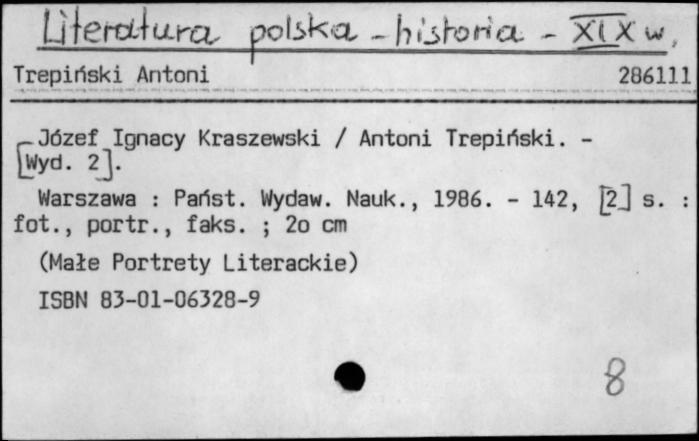 Literatura polska - historia - XIX w.
Trepiński Antoni 286111
Józef Ignacy Kraszewski / Antoni Trepiński. -
[Wyd. 2].
Warszawa : Państ. Wydaw. Nauk., 1986. - 142, [2] s. :
fot., portr., faks. ; 2o cm
(Małe Portrety Literackie)
ISBN 83-01-06328-9
8